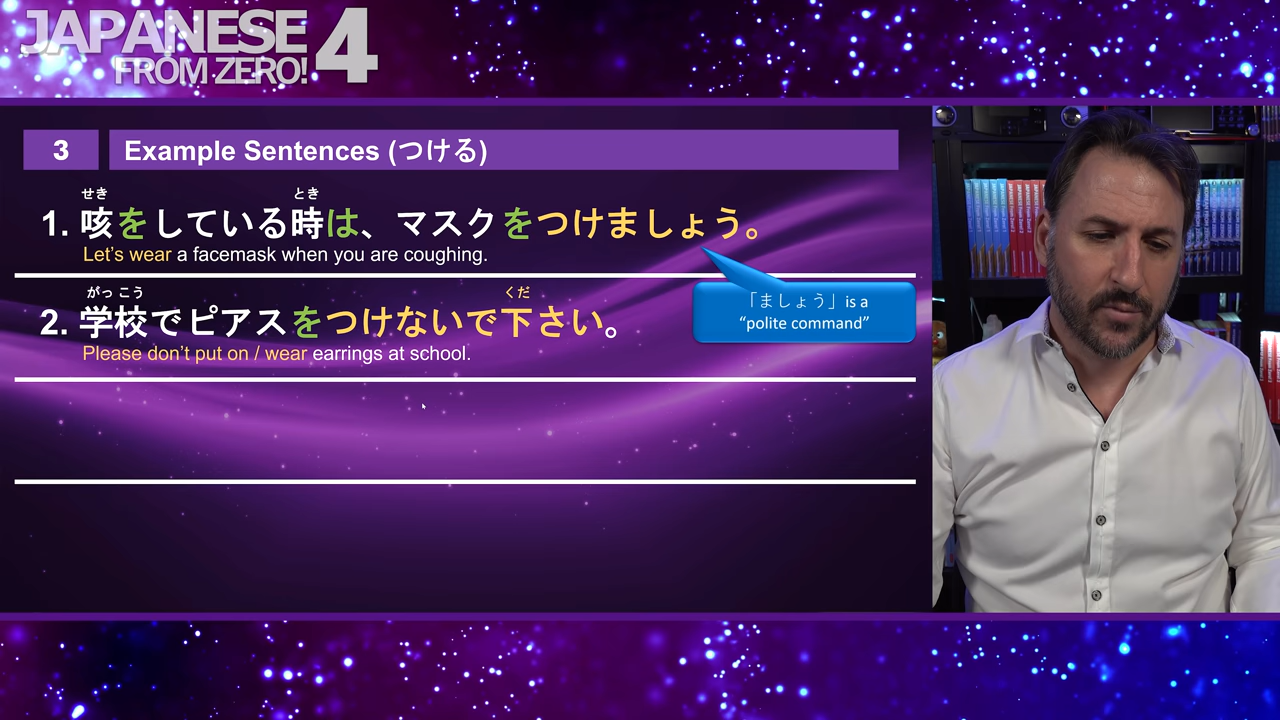 JAPANESE
FROM ZERO! 4
3 Example Sentences (つける)
せき とき
1. 咳をしている時は、マスクをつけましょう。
Let's wear a facemask when you are coughing.
「ましょう」is a
“polite command”
がっこう くだ
2. 学校でピアスをつけないで下さい。
Please don't put on / wear earrings at school.